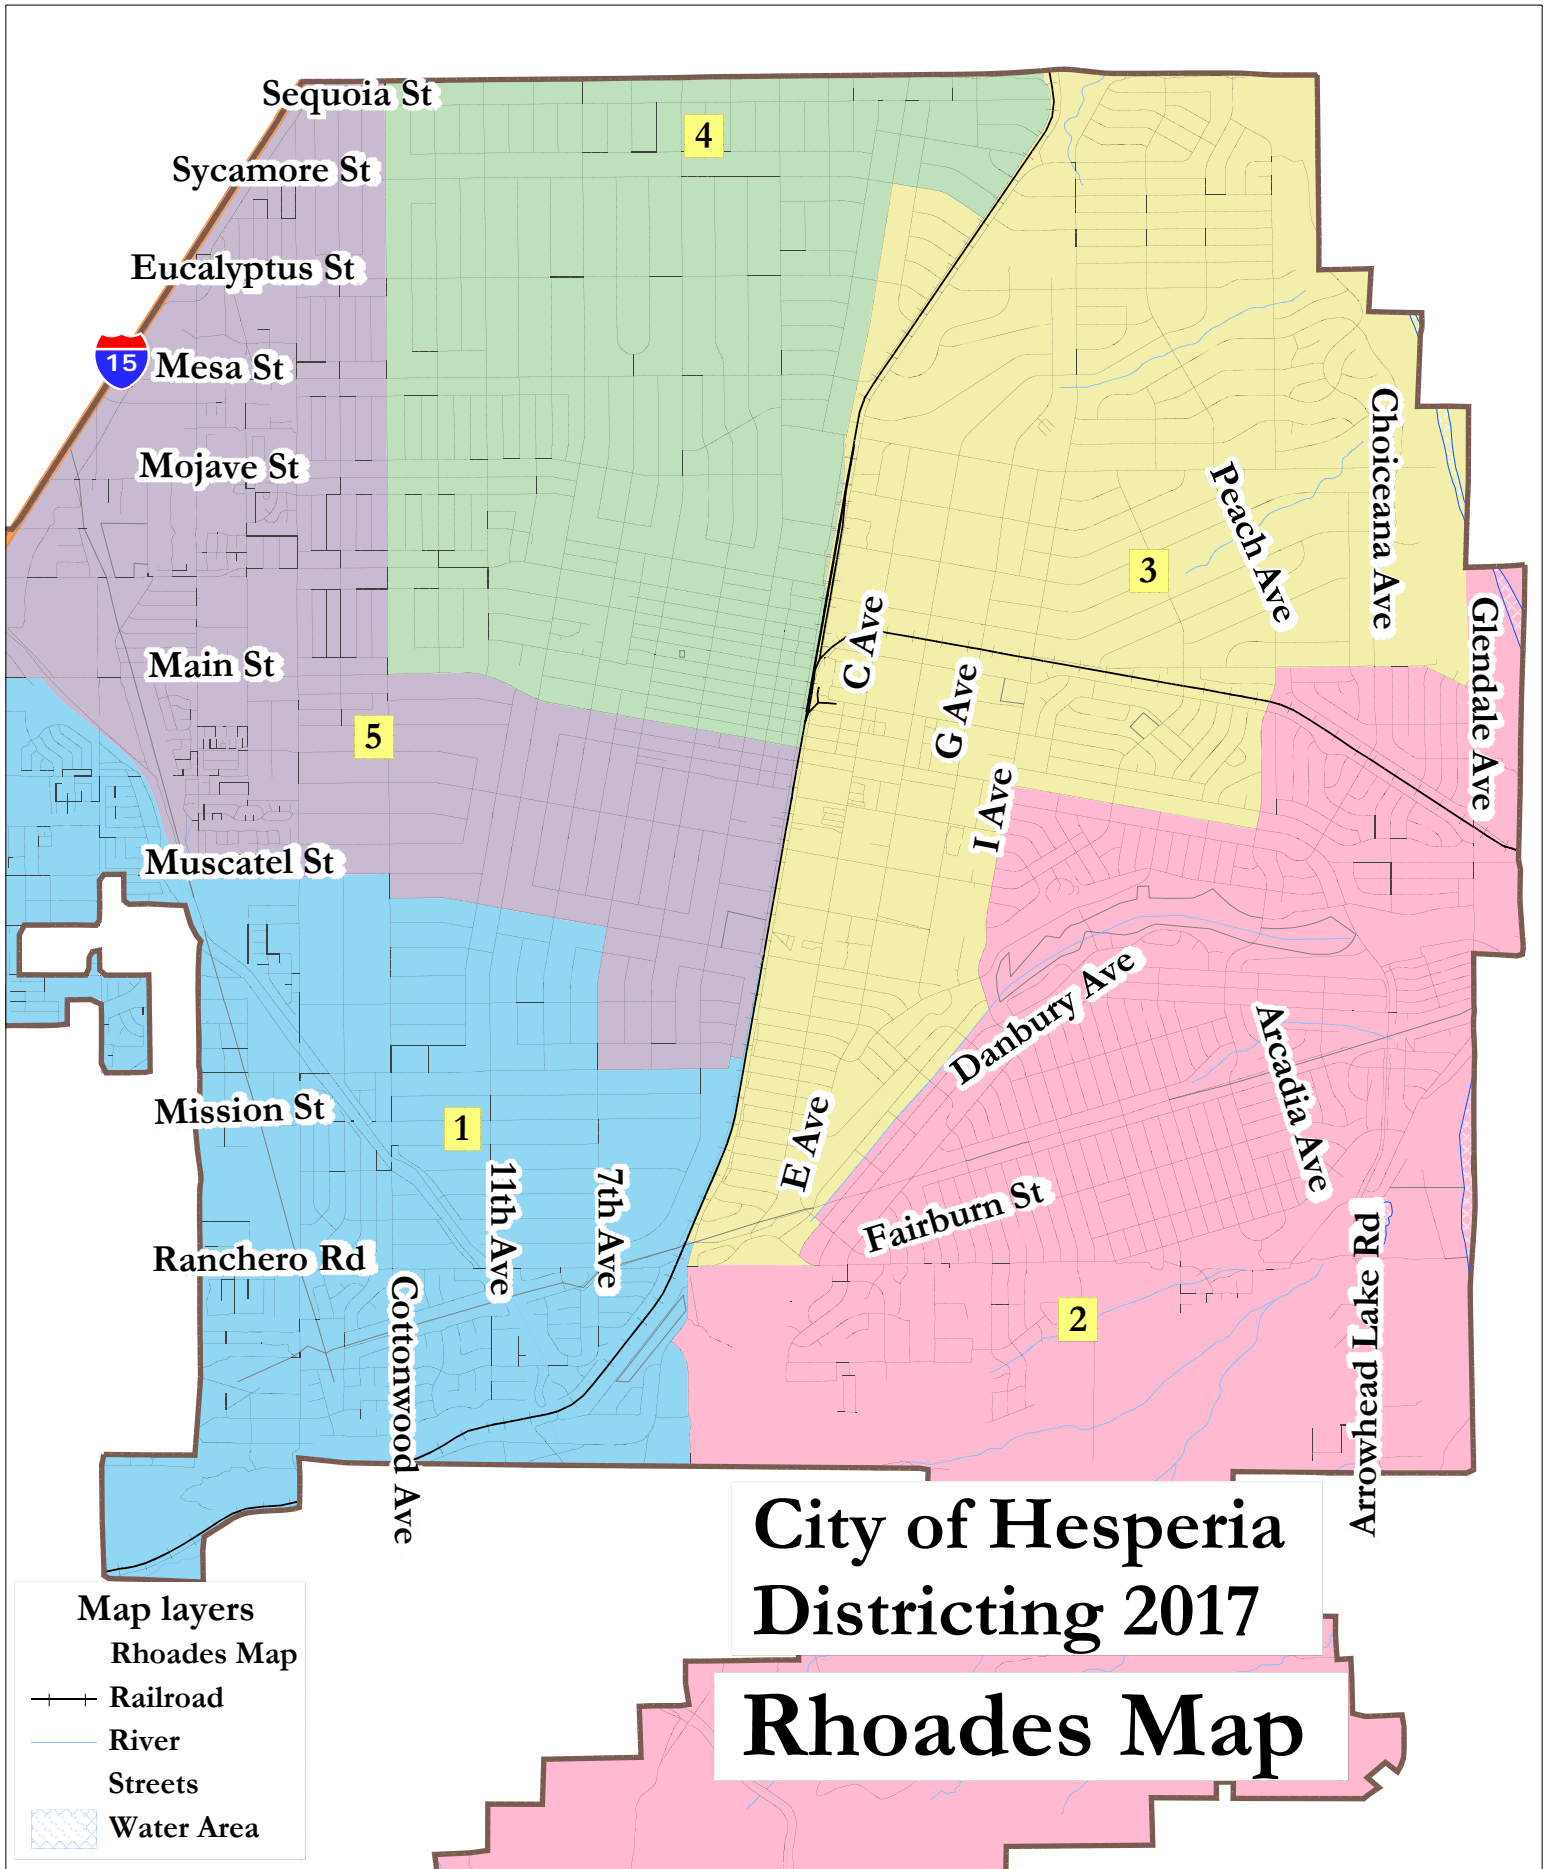 Sequoia St
4
Sycamore St
Eucalyptus St
15
Mesa St
Choiceana Ave
Mojave St
Peach Ave
3
C Ave
Glendale Ave
Main St
G Ave
5
I Ave
Muscatel St
Danbury Ave
Arcadia Ave
Mission St
1
E Ave
11th Ave
7th Ave
Fairburn St
Ranchero Rd
Cottonwood Ave
2
Arrowhead Lake Rd
City of Hesperia
Districting 2017
Rhoades Map
Map layers
Rhoades Map
Railroad
River
Streets
Water Area